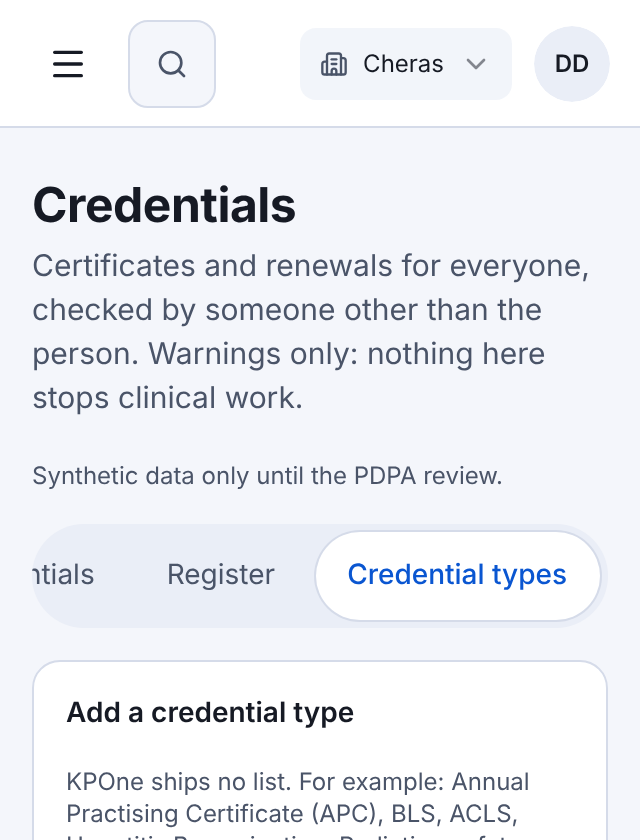 Cheras
DD
Credentials
Certificates and renewals for everyone,
checked by someone other than the
person. Warnings only: nothing here
stops clinical work.
Synthetic data only until the PDPA review.
ntials
Register
Credential types
Add a credential type
KPOne ships no list. For example: Annual
Practising Certificate (APC), BLS, ACLS,